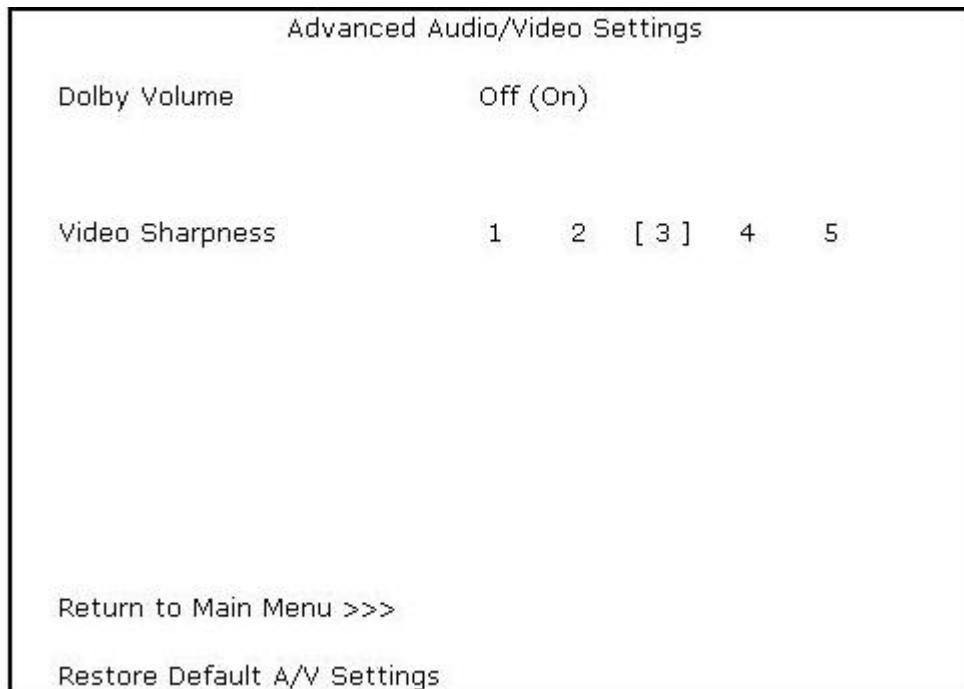 Advanced Audio/Video Settings
Dolby Volume Off (On)
Video Sharpness 1 2 [ 3 ] 4 5
Return to Main Menu >>>
Restore Default A/V Settings